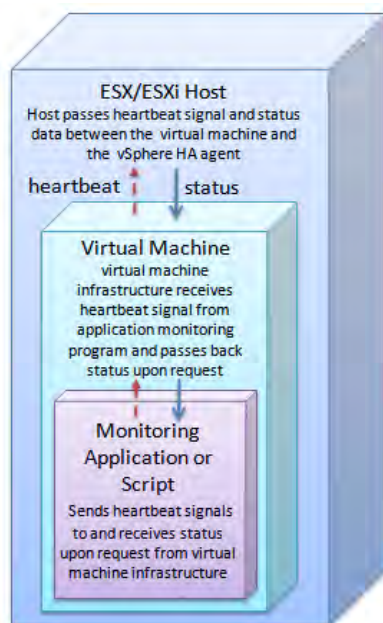 ESX/ESXi Host
Host passes heartbeat signal and status
data between the virtual machine and
the vSphere HA agent
heartbeat
status
Virtual Machine
virtual machine
infrastructure receives
heartbeat signal from
application monitoring
program and passes back
status upon request
Monitoring
Application or
Script
Sends heartbeat signals
to and receives status
upon request from virtual
machine infrastructure